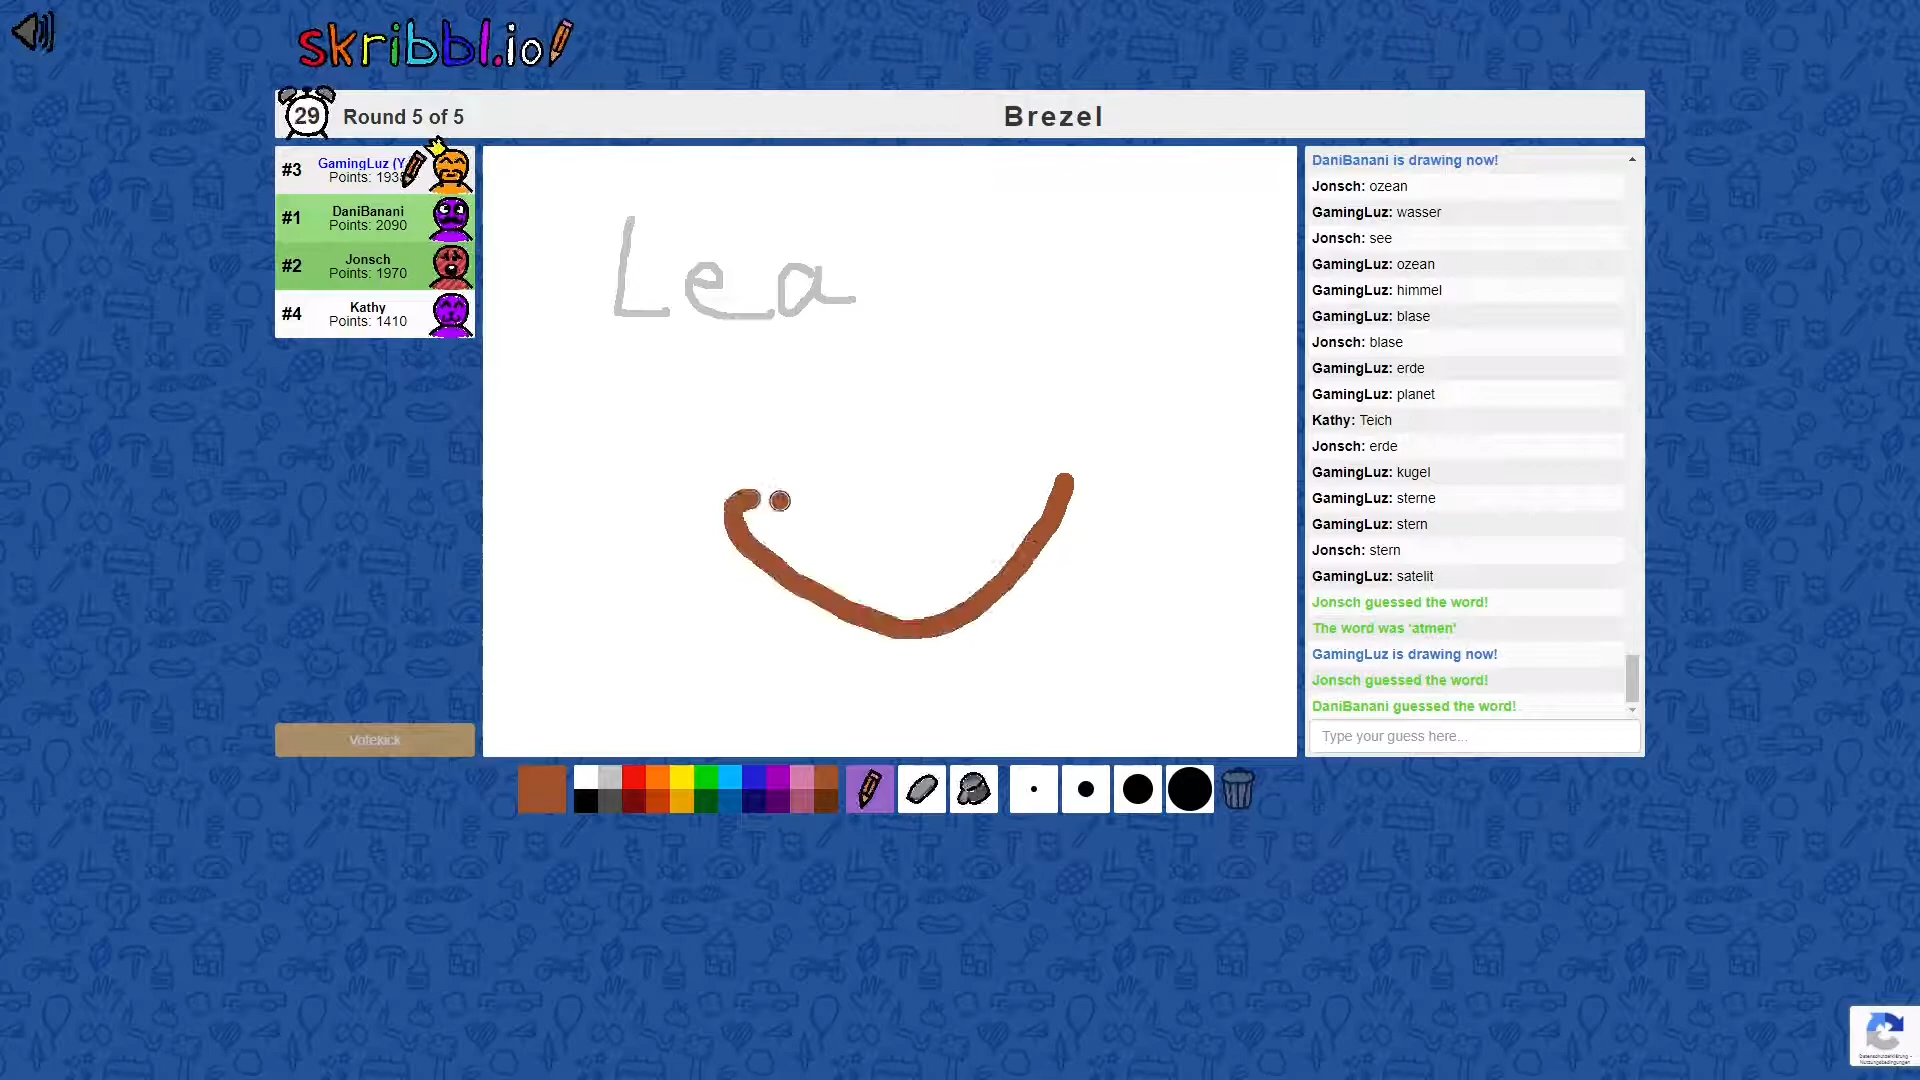 skribbl.io
29
Round 5 of 5
Brezel
#3
GamingLuz (Y
Points: 1938
#1
DaniBanani
Points: 2090
#2
Jonsch
Points: 1970
#4
Kathy
Points: 1410
Votekick
Lea
DaniBanani is drawing now!
Jonsch: ozean
GamingLuz: wasser
Jonsch: see
GamingLuz: ozean
GamingLuz: himmel
GamingLuz: blase
Jonsch: blase
GamingLuz: erde
GamingLuz: planet
Kathy: Teich
Jonsch: erde
GamingLuz: kugel
GamingLuz: sterne
GamingLuz: stern
Jonsch: stern
GamingLuz: satelit
Jonsch guessed the word!
The word was 'atmen'
GamingLuz is drawing now!
Jonsch guessed the word!
DaniBanani guessed the word!
Type your guess here...
Datenschutzerklärung -
Nutzungsbedingungen